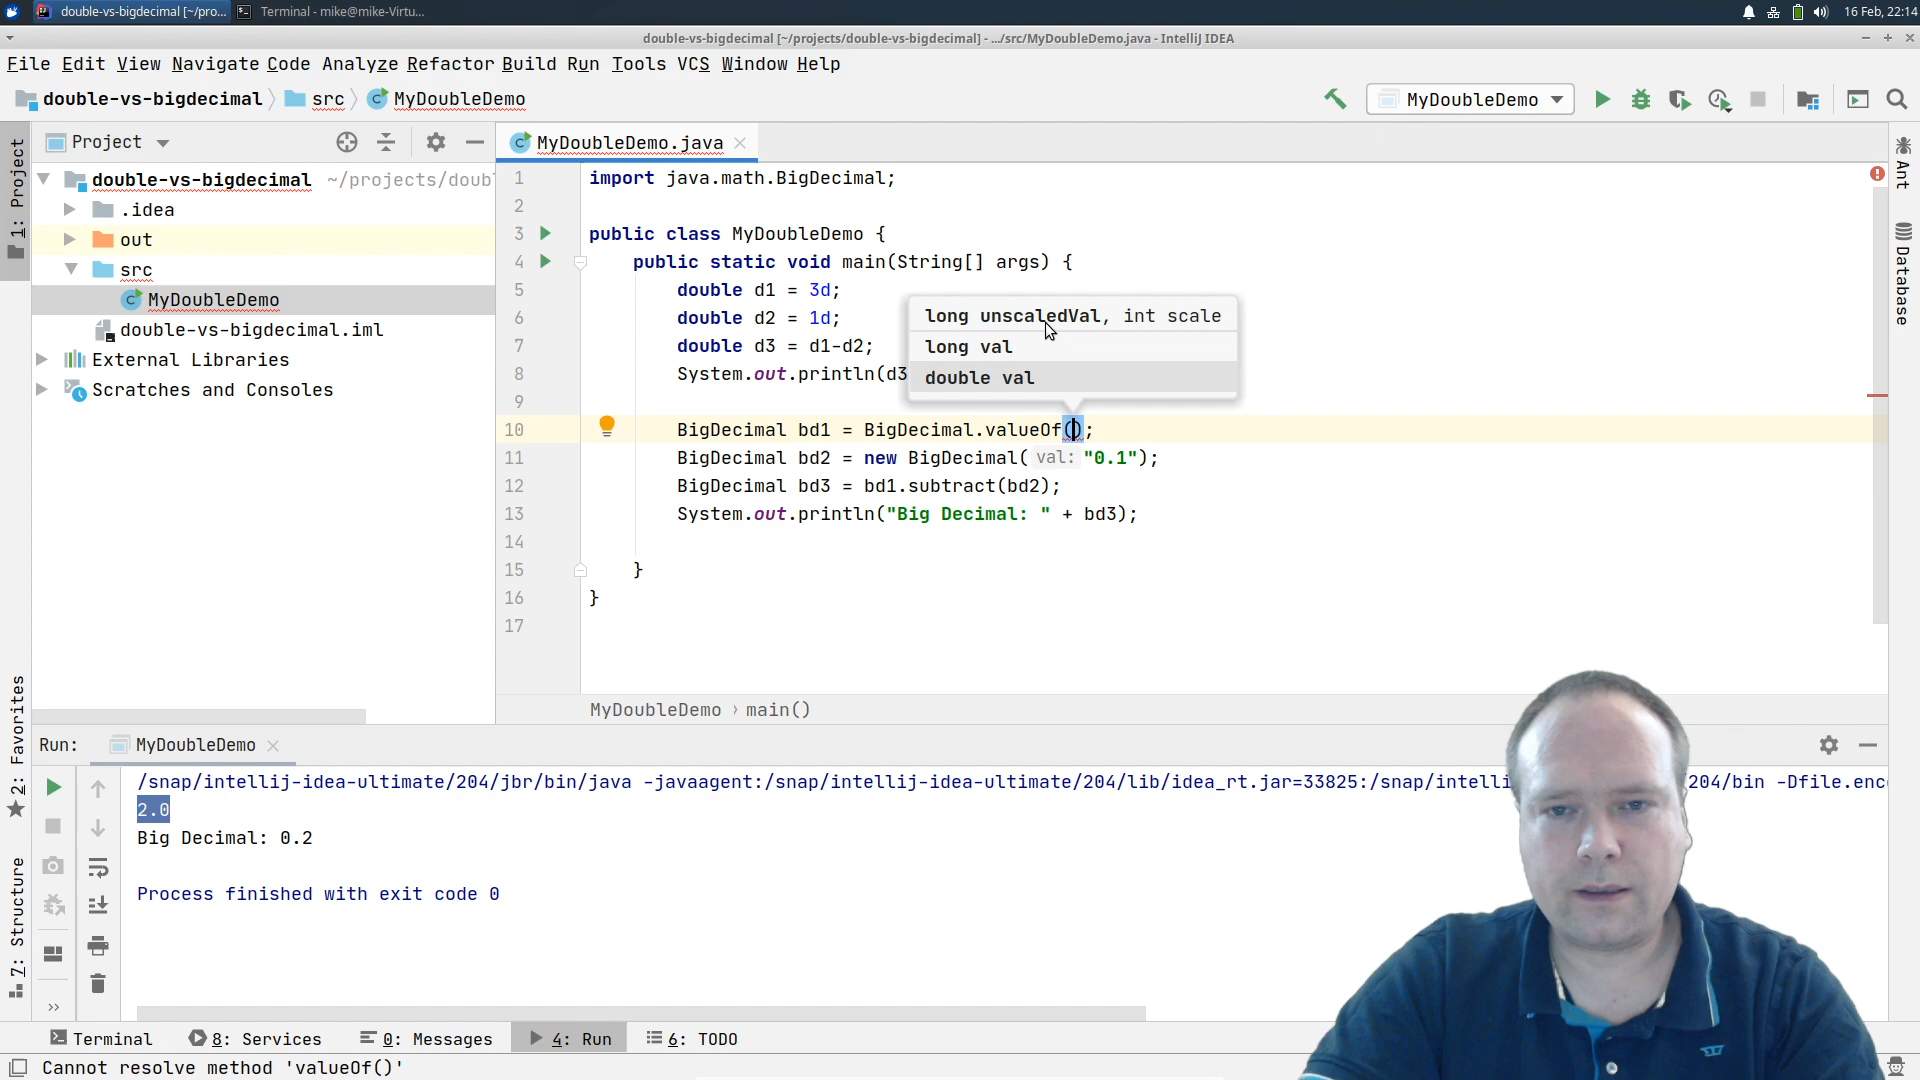 double-vs-bigdecimal [~/pro...
Terminal - mike@mike-Virtu...
16 Feb, 22:14
double-vs-bigdecimal [~/projects/double-vs-bigdecimal] - .../src/MyDoubleDemo.java - IntelliJ IDEA
File Edit View Navigate Code Analyze Refactor Build Run Tools VCS Window Help
double-vs-bigdecimal src MyDoubleDemo
MyDoubleDemo
Project
MyDoubleDemo.java
1: Project
double-vs-bigdecimal ~/projects/doub
.idea
out
src
MyDoubleDemo
double-vs-bigdecimal.iml
External Libraries
Scratches and Consoles
1 import java.math.BigDecimal;
2
3 public class MyDoubleDemo {
4 public static void main(String[] args) {
5 double d1 = 3d;
6 double d2 = 1d;
7 double d3 = d1-d2;
8 System.out.println(d3
9
10 BigDecimal bd1 = BigDecimal.valueOf();
11 BigDecimal bd2 = new BigDecimal( val: "0.1");
12 BigDecimal bd3 = bd1.subtract(bd2);
13 System.out.println("Big Decimal: " + bd3);
14
15 }
16 }
17
long unscaledVal, int scale
long val
double val
MyDoubleDemo › main()
Ant
Database
2: Favorites
7: Structure
Run: MyDoubleDemo
/snap/intellij-idea-ultimate/204/jbr/bin/java -javaagent:/snap/intellij-idea-ultimate/204/lib/idea_rt.jar=33825:/snap/intelli 204/bin -Dfile.enc
2.0
Big Decimal: 0.2
Process finished with exit code 0
Terminal 8: Services 0: Messages 4: Run 6: TODO
Cannot resolve method 'valueOf()'